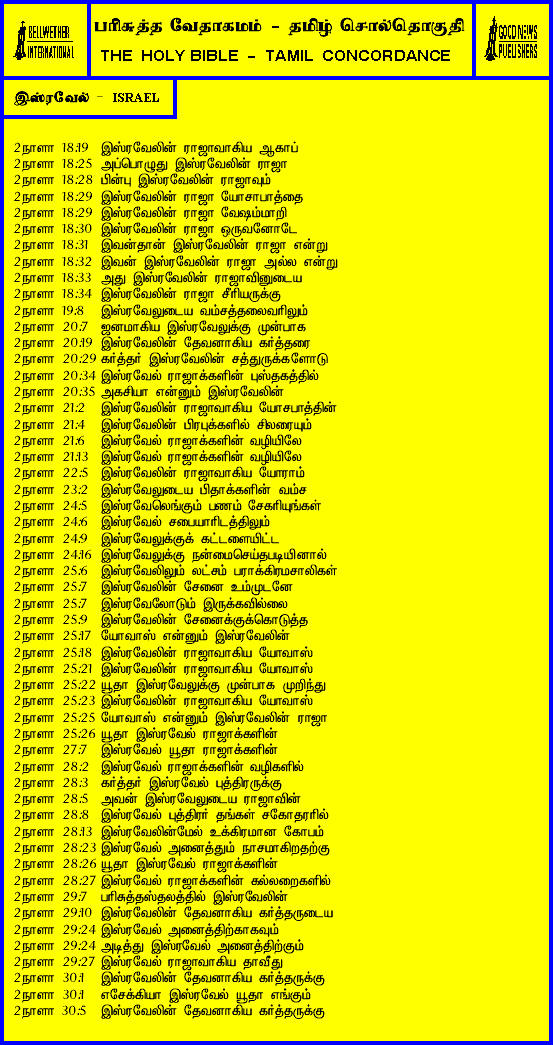 BELLWETHER
INTERNATIONAL
பரிசுத்த வேதாகமம் - தமிழ் சொல்தொகுதி
THE HOLY BIBLE - TAMIL CONCORDANCE
GOOD NEWS
PUBLISHERS
இஸ்ரவேல் - ISRAEL
2நாளா 18:19 இஸ்ரவேலின் ராஜாவாகிய ஆகாப்
2நாளா 18:25 அப்பொழுது இஸ்ரவேலின் ராஜா
2நாளா 18:28 பின்பு இஸ்ரவேலின் ராஜாவும்
2நாளா 18:29 இஸ்ரவேலின் ராஜா யோசாபாத்தை
2நாளா 18:29 இஸ்ரவேலின் ராஜா வேஷம்மாறி
2நாளா 18:30 இஸ்ரவேலின் ராஜா ஒருவனோடே
2நாளா 18:31 இவன்தான் இஸ்ரவேலின் ராஜா என்று
2நாளா 18:32 இவன் இஸ்ரவேலின் ராஜா அல்ல என்று
2நாளா 18:33 அது இஸ்ரவேலின் ராஜாவினுடைய
2நாளா 18:34 இஸ்ரவேலின் ராஜா சீரியருக்கு
2நாளா 19:8 இஸ்ரவேலுடைய வம்சத்தலைவரிலும்
2நாளா 20:7 ஜனமாகிய இஸ்ரவேலுக்கு முன்பாக
2நாளா 20:19 இஸ்ரவேலின் தேவனாகிய கர்த்தரை
2நாளா 20:29 கர்த்தர் இஸ்ரவேலின் சத்துருக்களோடு
2நாளா 20:34 இஸ்ரவேல் ராஜாக்களின் புஸ்தகத்தில்
2நாளா 20:35 அகசியா என்னும் இஸ்ரவேலின்
2நாளா 21:2 இஸ்ரவேலின் ராஜாவாகிய யோசபாத்தின்
2நாளா 21:4 இஸ்ரவேலின் பிரபுக்களில் சிலரையும்
2நாளா 21:6 இஸ்ரவேல் ராஜாக்களின் வழியிலே
2நாளா 21:13 இஸ்ரவேல் ராஜாக்களின் வழியிலே
2நாளா 22:5 இஸ்ரவேலின் ராஜாவாகிய யோராம்
2நாளா 23:2 இஸ்ரவேலுடைய பிதாக்களின் வம்ச
2நாளா 24:5 இஸ்ரவேலெங்கும் பணம் சேகரியுங்கள்
2நாளா 24:6 இஸ்ரவேல் சபையாரிடத்திலும்
2நாளா 24:9 இஸ்ரவேலுக்குக் கட்டளையிட்ட
2நாளா 24:16 இஸ்ரவேலுக்கு நன்மைசெய்தபடியினால்
2நாளா 25:6 இஸ்ரவேலிலும் லட்சம் பராக்கிரமசாலிகள்
2நாளா 25:7 இஸ்ரவேலின் சேனை உம்முடனே
2நாளா 25:7 இஸ்ரவேலோடும் இருக்கவில்லை
2நாளா 25:9 இஸ்ரவேலின் சேனைக்குக்கொடுத்த
2நாளா 25:17 யோவாஸ் என்னும் இஸ்ரவேலின்
2நாளா 25:18 இஸ்ரவேலின் ராஜாவாகிய யோவாஸ்
2நாளா 25:21 இஸ்ரவேலின் ராஜாவாகிய யோவாஸ்
2நாளா 25:22 யூதா இஸ்ரவேலுக்கு முன்பாக முறிந்து
2நாளா 25:23 இஸ்ரவேலின் ராஜாவாகிய யோவாஸ்
2நாளா 25:25 யோவாஸ் என்னும் இஸ்ரவேலின் ராஜா
2நாளா 25:26 யூதா இஸ்ரவேல் ராஜாக்களின்
2நாளா 27:7 இஸ்ரவேல் யூதா ராஜாக்களின்
2நாளா 28:2 இஸ்ரவேல் ராஜாக்களின் வழிகளில்
2நாளா 28:3 கர்த்தர் இஸ்ரவேல் புத்திரருக்கு
2நாளா 28:5 அவன் இஸ்ரவேலுடைய ராஜாவின்
2நாளா 28:8 இஸ்ரவேல் புத்திரர் தங்கள் சகோதரரில்
2நாளா 28:13 இஸ்ரவேலின்மேல் உக்கிரமான கோபம்
2நாளா 28:23 இஸ்ரவேல் அனைத்தும் நாசமாகிறதற்கு
2நாளா 28:26 யூதா இஸ்ரவேல் ராஜாக்களின்
2நாளா 28:27 இஸ்ரவேல் ராஜாக்களின் கல்லறைகளில்
2நாளா 29:7 பரிசுத்தஸ்தலத்தில் இஸ்ரவேலின்
2நாளா 29:10 இஸ்ரவேலின் தேவனாகிய கர்த்தருடைய
2நாளா 29:24 இஸ்ரவேல் அனைத்திற்காகவும்
2நாளா 29:24 அடித்து இஸ்ரவேல் அனைத்திற்கும்
2நாளா 29:27 இஸ்ரவேல் ராஜாவாகிய தாவீது
2நாளா 30:1 இஸ்ரவேலின் தேவனாகிய கர்த்தருக்கு
2நாளா 30:1 எசேக்கியா இஸ்ரவேல் யூதா எங்கும்
2நாளா 30:5 இஸ்ரவேலின் தேவனாகிய கர்த்தருக்கு